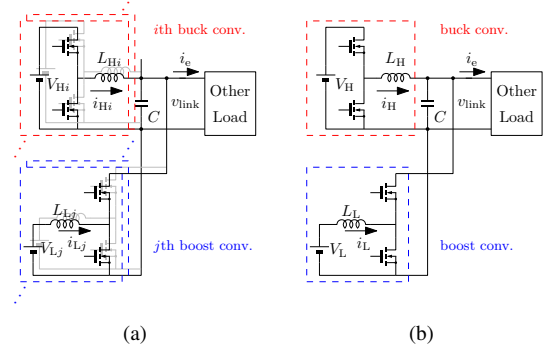 ith buck conv.
L_Hi
i_e
V_Hi
i_Hi
C
v_link
Other
Load
L_Lj
i_Lj
V_Lj
jth boost conv.
(a)
buck conv.
L_H
i_e
V_H
i_H
C
v_link
Other
Load
L_L
i_L
V_L
boost conv.
(b)